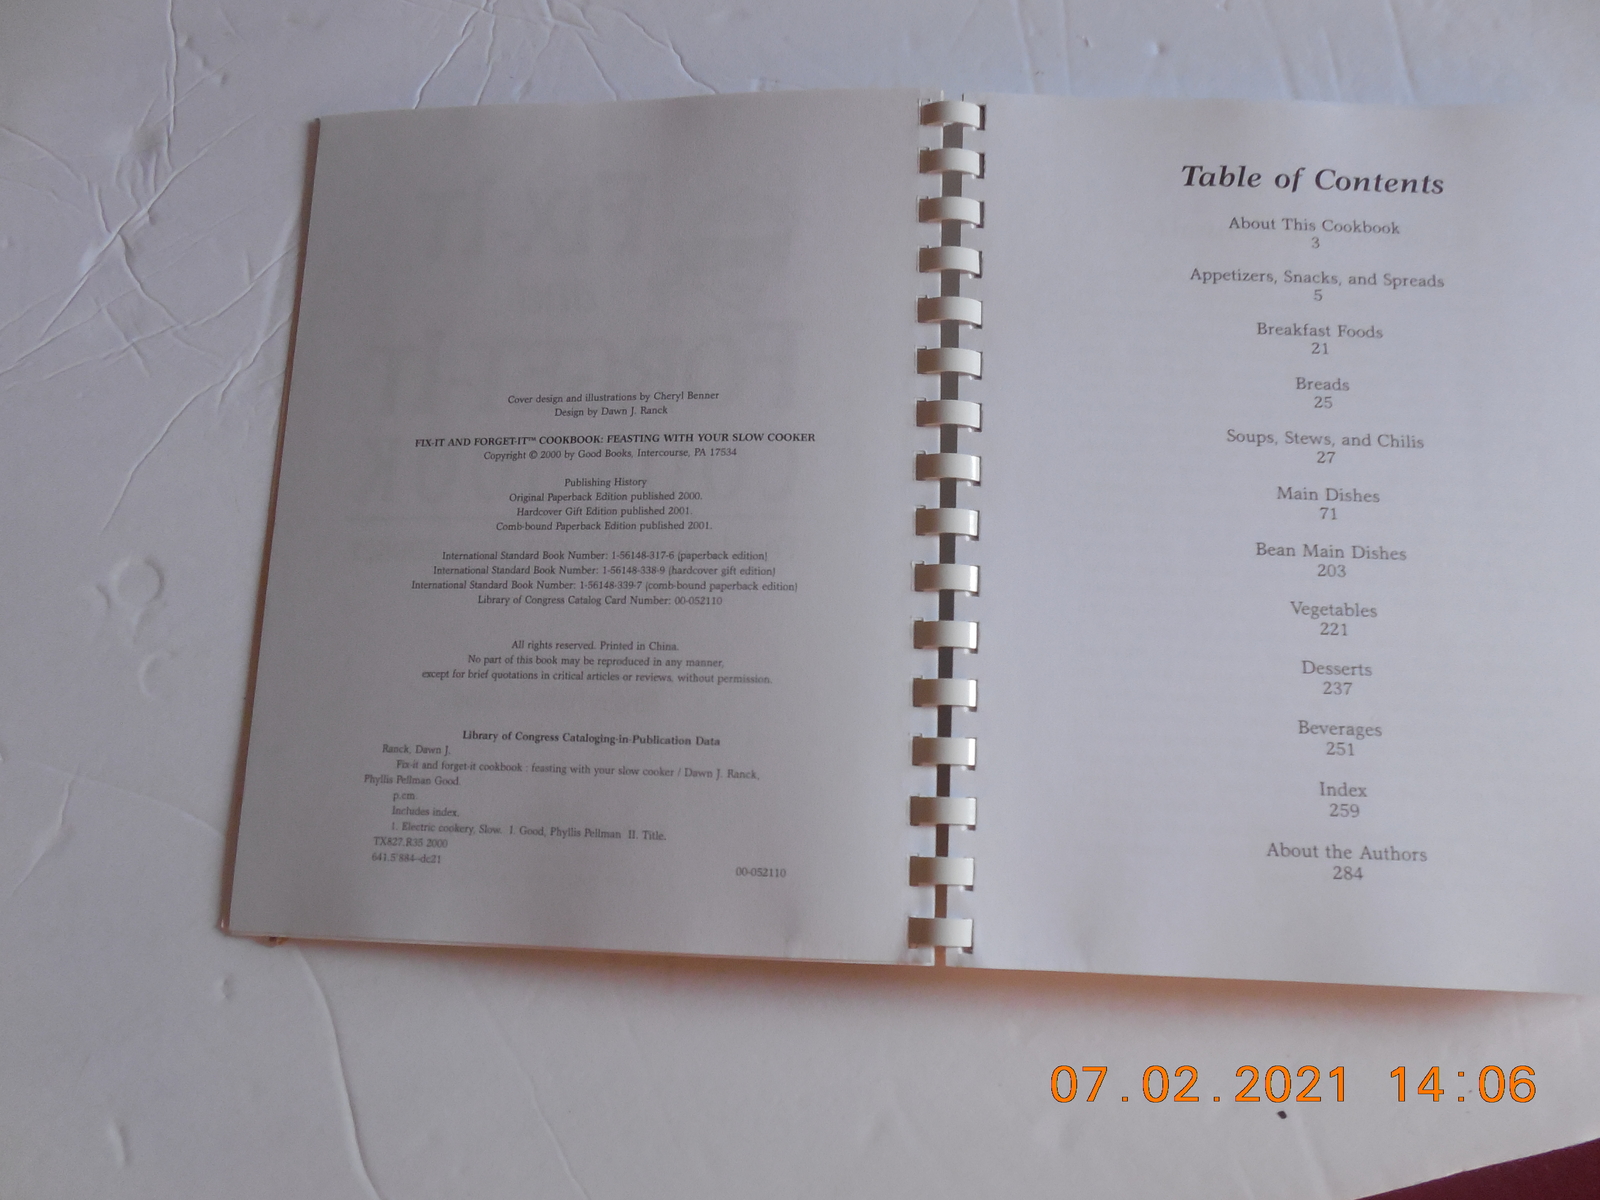 Cover design and illustrations by Cheryl Benner
Design by Dawn J. Ranck
FIX-IT AND FORGET-IT™ COOKBOOK: FEASTING WITH YOUR SLOW COOKER
Copyright © 2000 by Good Books, Intercourse, PA 17534
Publishing History
Original Paperback Edition published 2000.
Hardcover Gift Edition published 2001.
Comb-bound Paperback Edition published 2001.
International Standard Book Number: 1-56148-317-6 (paperback edition)
International Standard Book Number: 1-56148-338-9 (hardcover gift edition)
International Standard Book Number: 1-56148-339-7 (comb-bound paperback edition)
Library of Congress Catalog Card Number: 00-052110
All rights reserved. Printed in China.
No part of this book may be reproduced in any manner,
except for brief quotations in critical articles or reviews, without permission.
Library of Congress Cataloging-in-Publication Data
Ranck, Dawn J.
Fix-it and forget-it cookbook : feasting with your slow cooker / Dawn J. Ranck,
Phyllis Pellman Good.
p.cm.
Includes index.
1. Electric cookery, Slow. I. Good, Phyllis Pellman II. Title.
TX827.R35 2000
641.5'884--dc21
00-052110
Table of Contents
About This Cookbook
3
Appetizers, Snacks, and Spreads
5
Breakfast Foods
21
Breads
25
Soups, Stews, and Chilis
27
Main Dishes
71
Bean Main Dishes
203
Vegetables
221
Desserts
237
Beverages
251
Index
259
About the Authors
284
07.02.2021 14:06